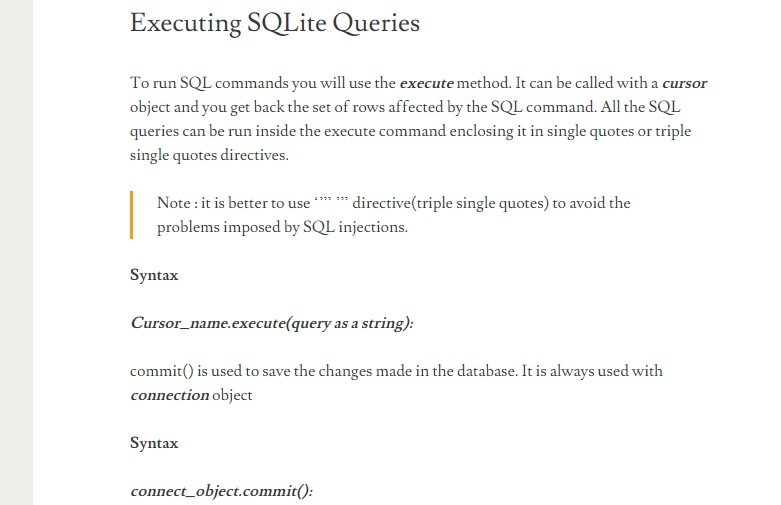 Executing SQLite Queries
To run SQL commands you will use the execute method. It can be called with a cursor
object and you get back the set of rows affected by the SQL command. All the SQL
queries can be run inside the execute command enclosing it in single quotes or triple
single quotes directives.
Note : it is better to use ‘’’’ ’’’ directive(triple single quotes) to avoid the
problems imposed by SQL injections.
Syntax
Cursor_name.execute(query as a string):
commit() is used to save the changes made in the database. It is always used with
connection object
Syntax
connect_object.commit():